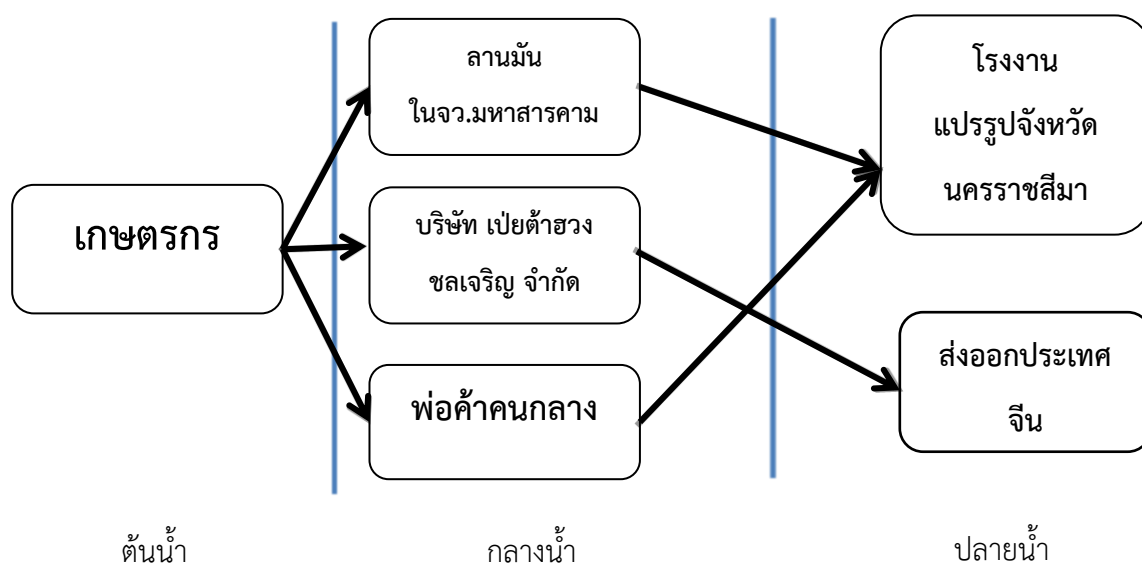 ลานมัน
ในจว.มหาสารคาม
โรงงาน
แปรรูปจังหวัด
นครราชสีมา
เกษตรกร
บริษัท เป่ยต้าฮวง
ชลเจริญ จำกัด
พ่อค้าคนกลาง
ส่งออกประเทศ
จีน
ต้นน้ำ
กลางน้ำ
ปลายน้ำ